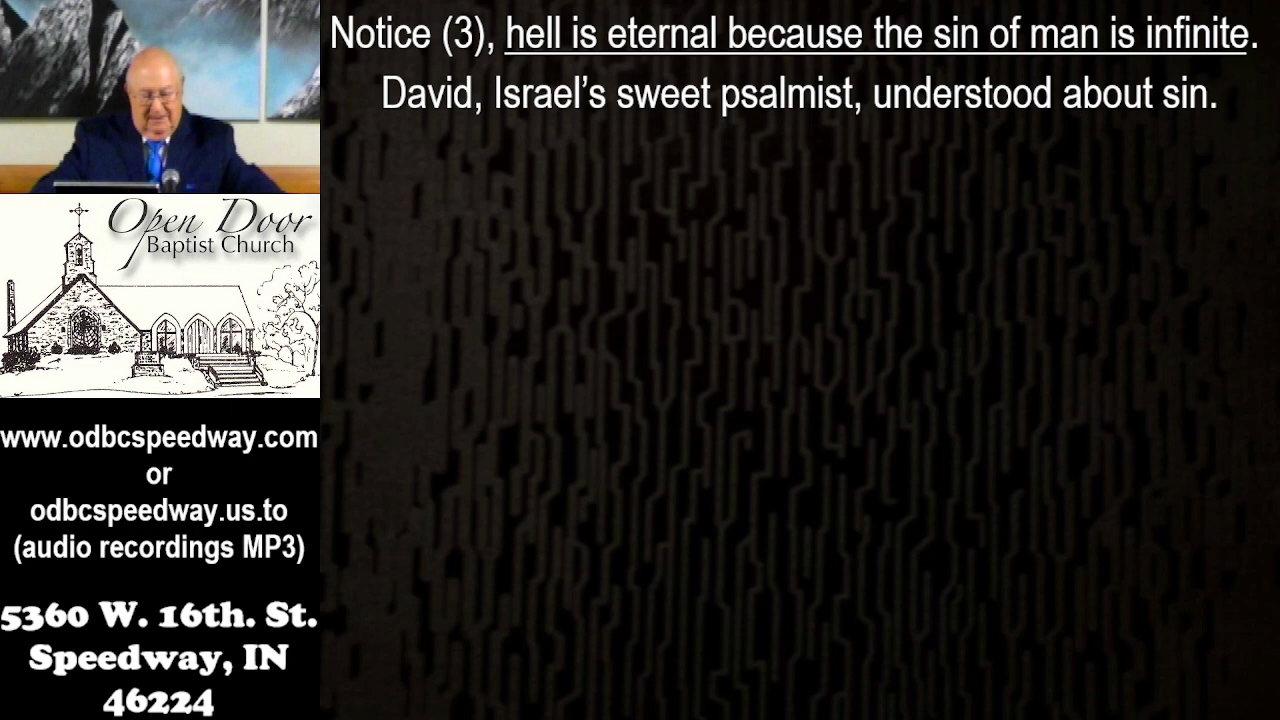 Notice (3), hell is eternal because the sin of man is infinite.
David, Israel’s sweet psalmist, understood about sin.
Open Door
Baptist Church
www.odbcspeedway.com
or
odbcspeedway.us.to
(audio recordings MP3)
5360 W. 16th. St.
Speedway, IN
46224